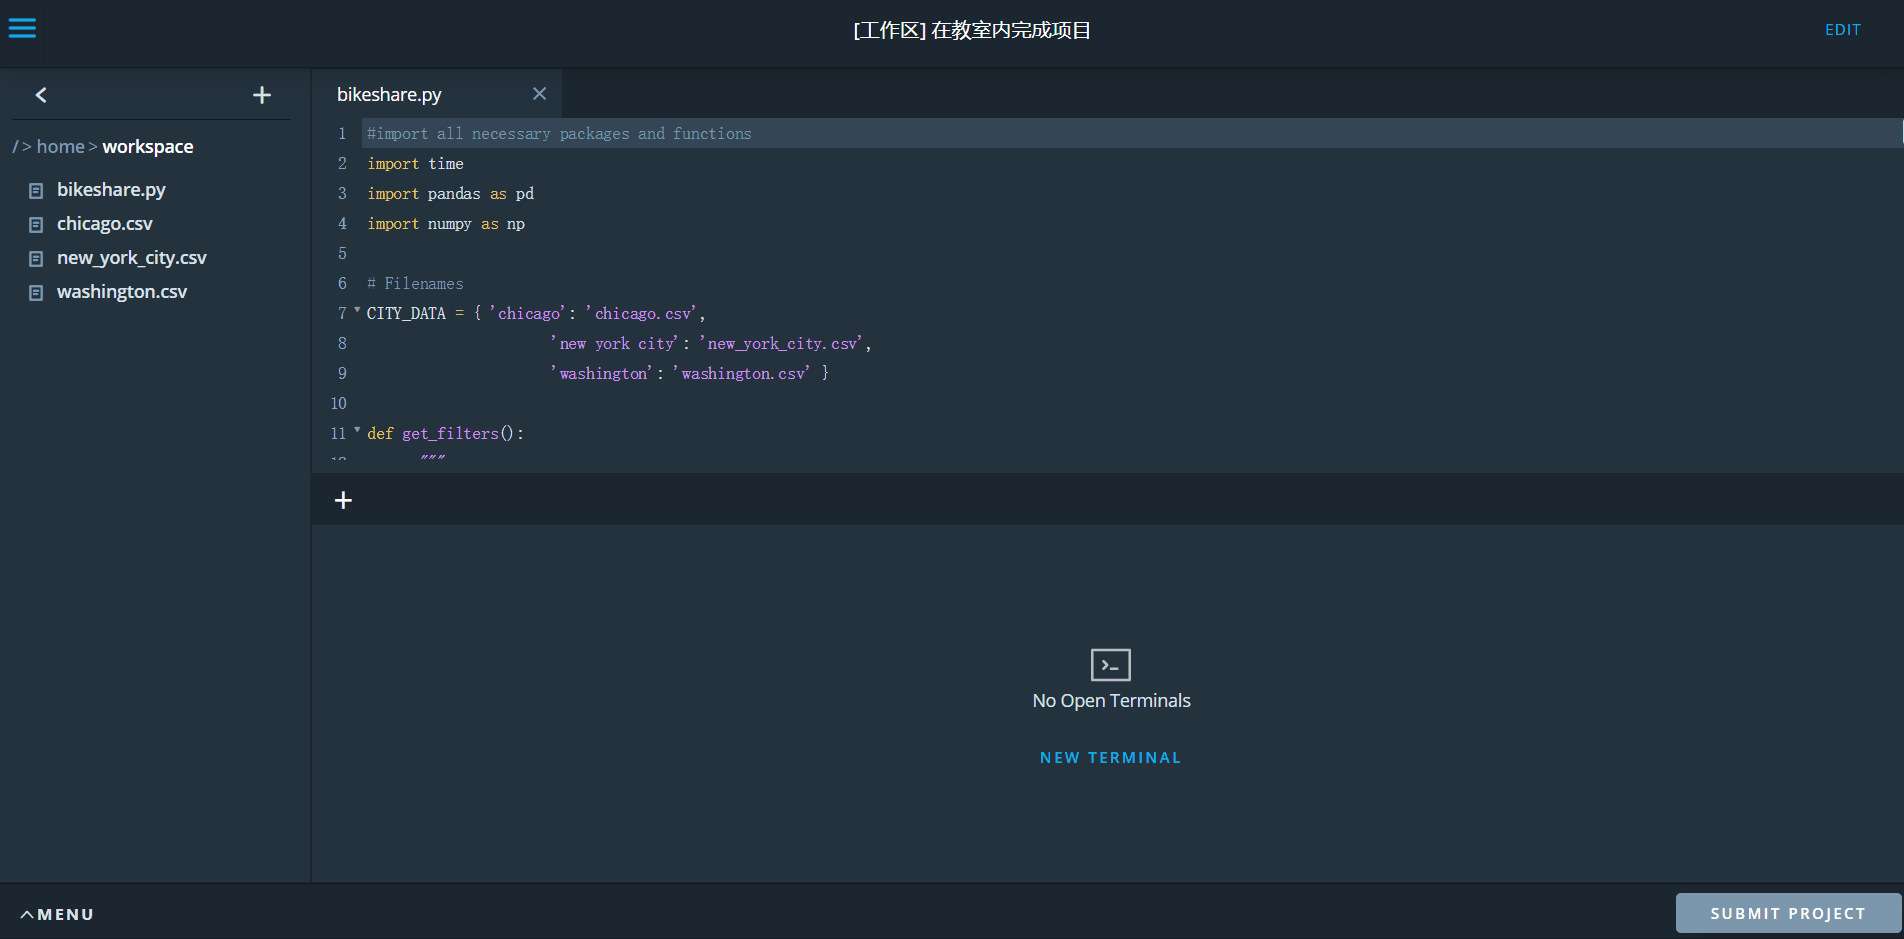 [工作区] 在教室内完成项目
EDIT
/ > home > workspace
bikeshare.py
chicago.csv
new_york_city.csv
washington.csv
bikeshare.py
1 #import all necessary packages and functions
2 import time
3 import pandas as pd
4 import numpy as np
5
6 # Filenames
7 CITY_DATA = { 'chicago': 'chicago.csv',
8 'new york city': 'new_york_city.csv',
9 'washington': 'washington.csv' }
10
11 def get_filters():
"""
No Open Terminals
NEW TERMINAL
MENU
SUBMIT PROJECT